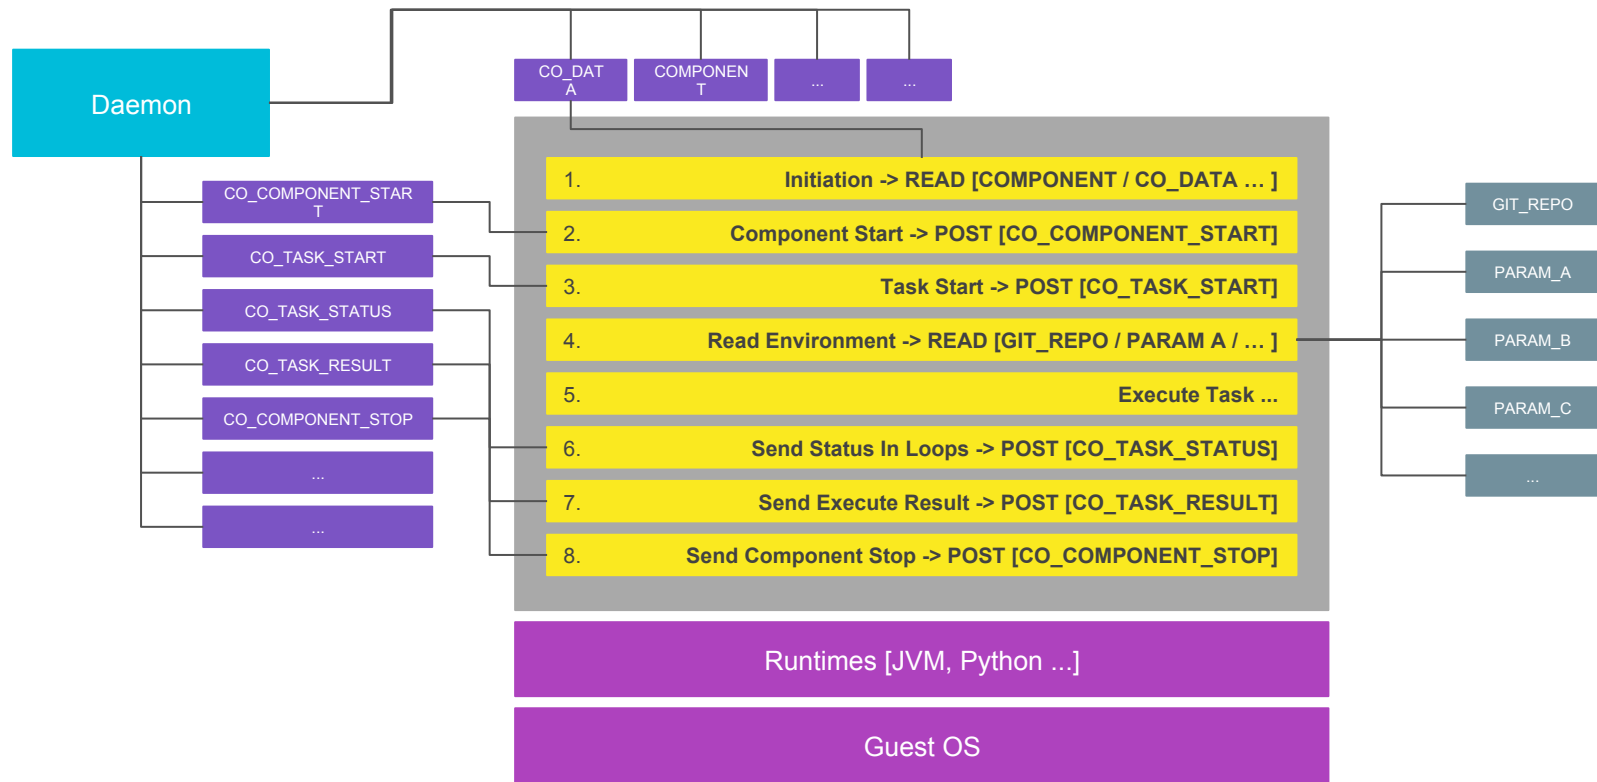 Daemon
CO_DAT
A
COMPONEN
T
...
...
CO_COMPONENT_STAR
T
CO_TASK_START
CO_TASK_STATUS
CO_TASK_RESULT
CO_COMPONENT_STOP
...
...
1. Initiation -> READ [COMPONENT / CO_DATA … ]
2. Component Start -> POST [CO_COMPONENT_START]
3. Task Start -> POST [CO_TASK_START]
4. Read Environment -> READ [GIT_REPO / PARAM A / … ]
5. Execute Task ...
6. Send Status In Loops -> POST [CO_TASK_STATUS]
7. Send Execute Result -> POST [CO_TASK_RESULT]
8. Send Component Stop -> POST [CO_COMPONENT_STOP]
GIT_REPO
PARAM_A
PARAM_B
PARAM_C
...
Runtimes [JVM, Python ...]
Guest OS